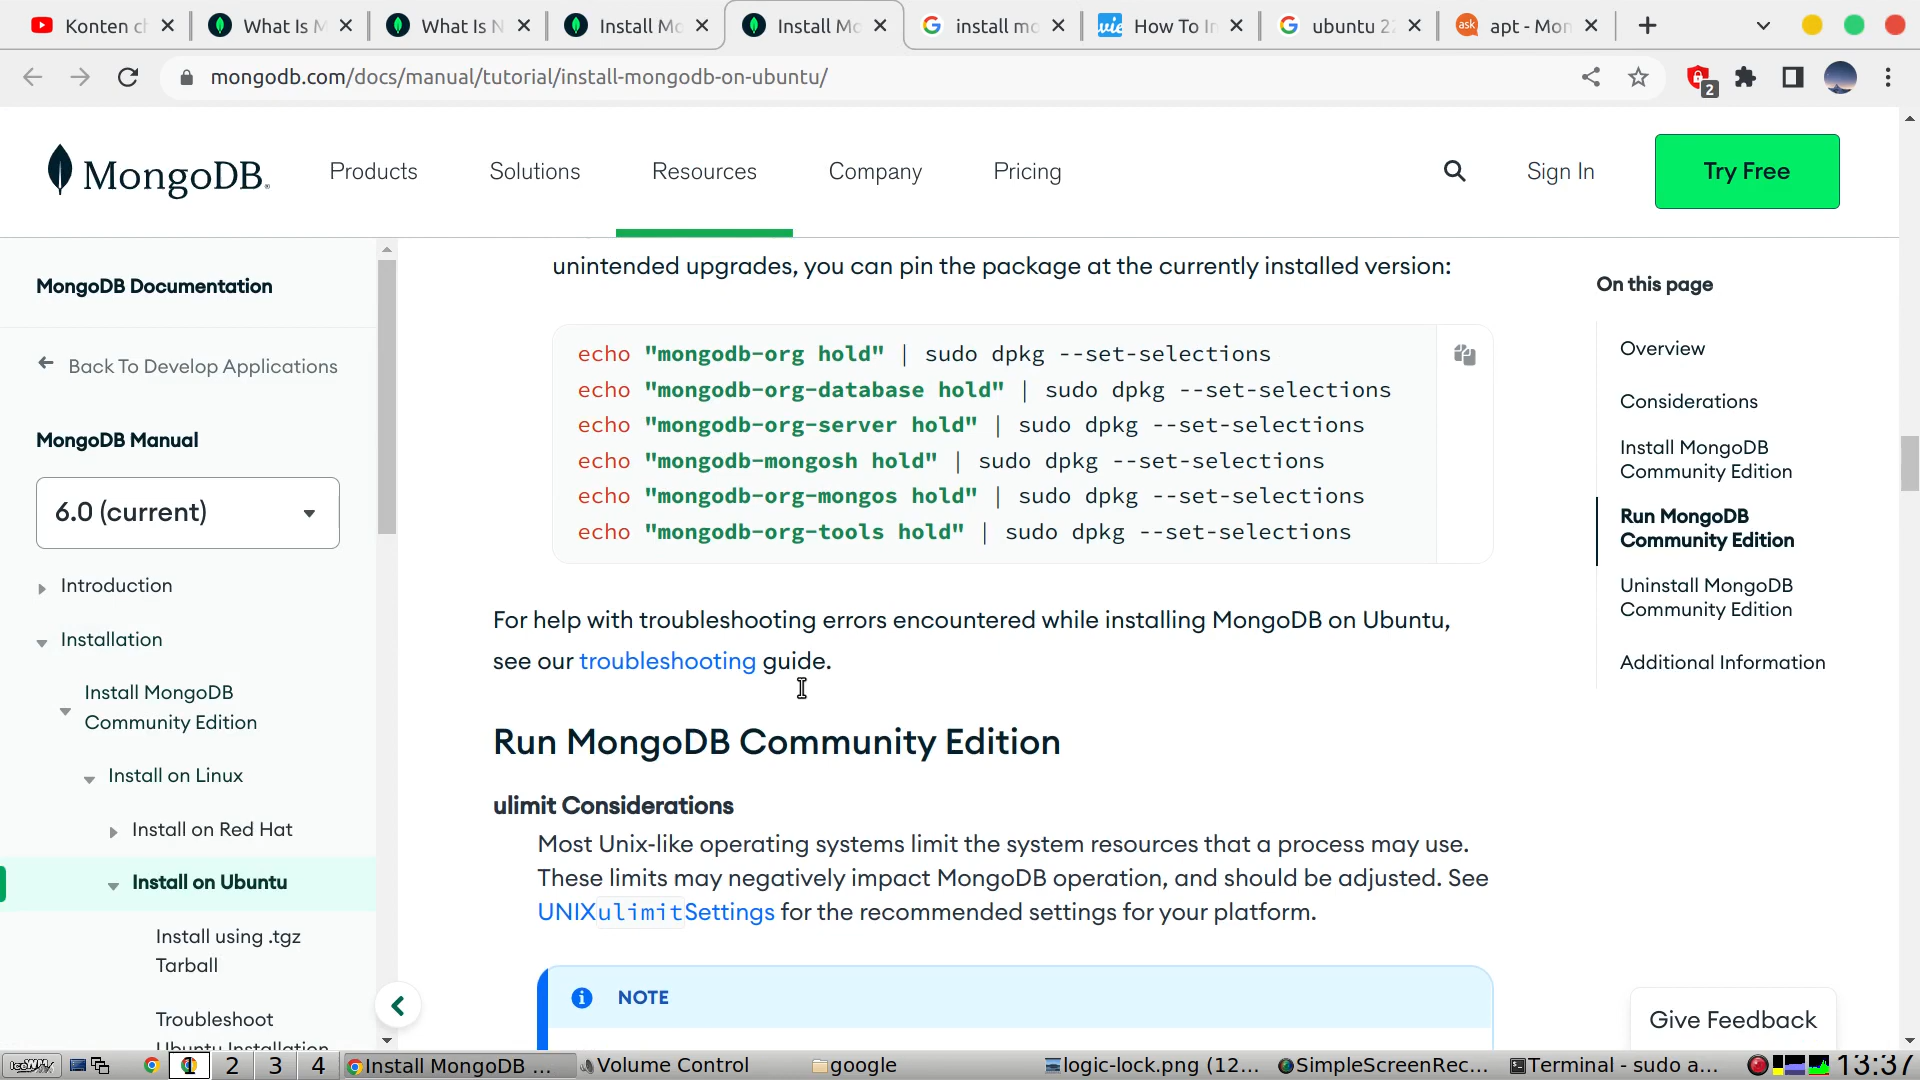 Konten c
What Is M
What Is N
Install Mo
Install Mo
install mo
How To In
ubuntu 22
ask
apt - Mon
mongodb.com/docs/manual/tutorial/install-mongodb-on-ubuntu/
2
MongoDB.
Products
Solutions
Resources
Company
Pricing
Sign In
Try Free
MongoDB Documentation
Back To Develop Applications
MongoDB Manual
6.0 (current)
Introduction
Installation
Install MongoDB
Community Edition
Install on Linux
Install on Red Hat
Install on Ubuntu
Install using .tgz
Tarball
Troubleshoot
Ubuntu Installation
unintended upgrades, you can pin the package at the currently installed version:
echo "mongodb-org hold" | sudo dpkg --set-selections
echo "mongodb-org-database hold" | sudo dpkg --set-selections
echo "mongodb-org-server hold" | sudo dpkg --set-selections
echo "mongodb-mongosh hold" | sudo dpkg --set-selections
echo "mongodb-org-mongos hold" | sudo dpkg --set-selections
echo "mongodb-org-tools hold" | sudo dpkg --set-selections
For help with troubleshooting errors encountered while installing MongoDB on Ubuntu,
see our troubleshooting guide.
Run MongoDB Community Edition
ulimit Considerations
Most Unix-like operating systems limit the system resources that a process may use.
These limits may negatively impact MongoDB operation, and should be adjusted. See
UNIXulimitSettings for the recommended settings for your platform.
NOTE
On this page
Overview
Considerations
Install MongoDB
Community Edition
Run MongoDB
Community Edition
Uninstall MongoDB
Community Edition
Additional Information
Give Feedback
IceWM
1
2
3
4
Install MongoDB ...
Volume Control
google
logic-lock.png (12...
SimpleScreenRec...
Terminal - sudo a...
13:37